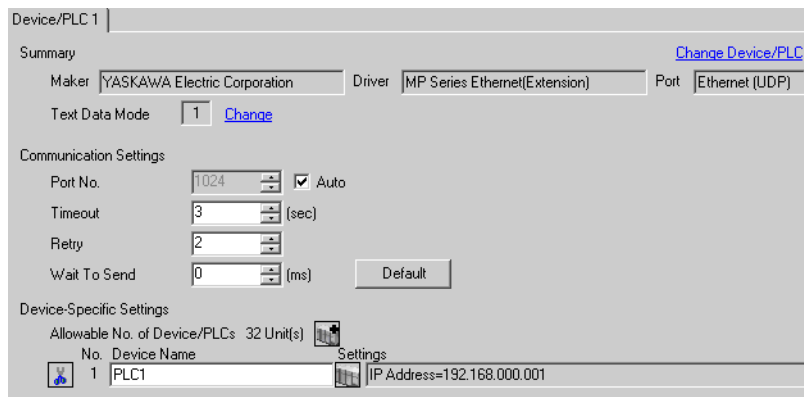 Device/PLC 1
Summary Change Device/PLC
Maker YASKAWA Electric Corporation Driver MP Series Ethernet(Extension) Port Ethernet (UDP)
Text Data Mode 1 Change
Communication Settings
Port No. 1024 Auto
Timeout 3 (sec)
Retry 2
Wait To Send 0 (ms) Default
Device-Specific Settings
Allowable No. of Device/PLCs 32 Unit(s)
No. Device Name Settings
1 PLC1 IP Address=192.168.000.001